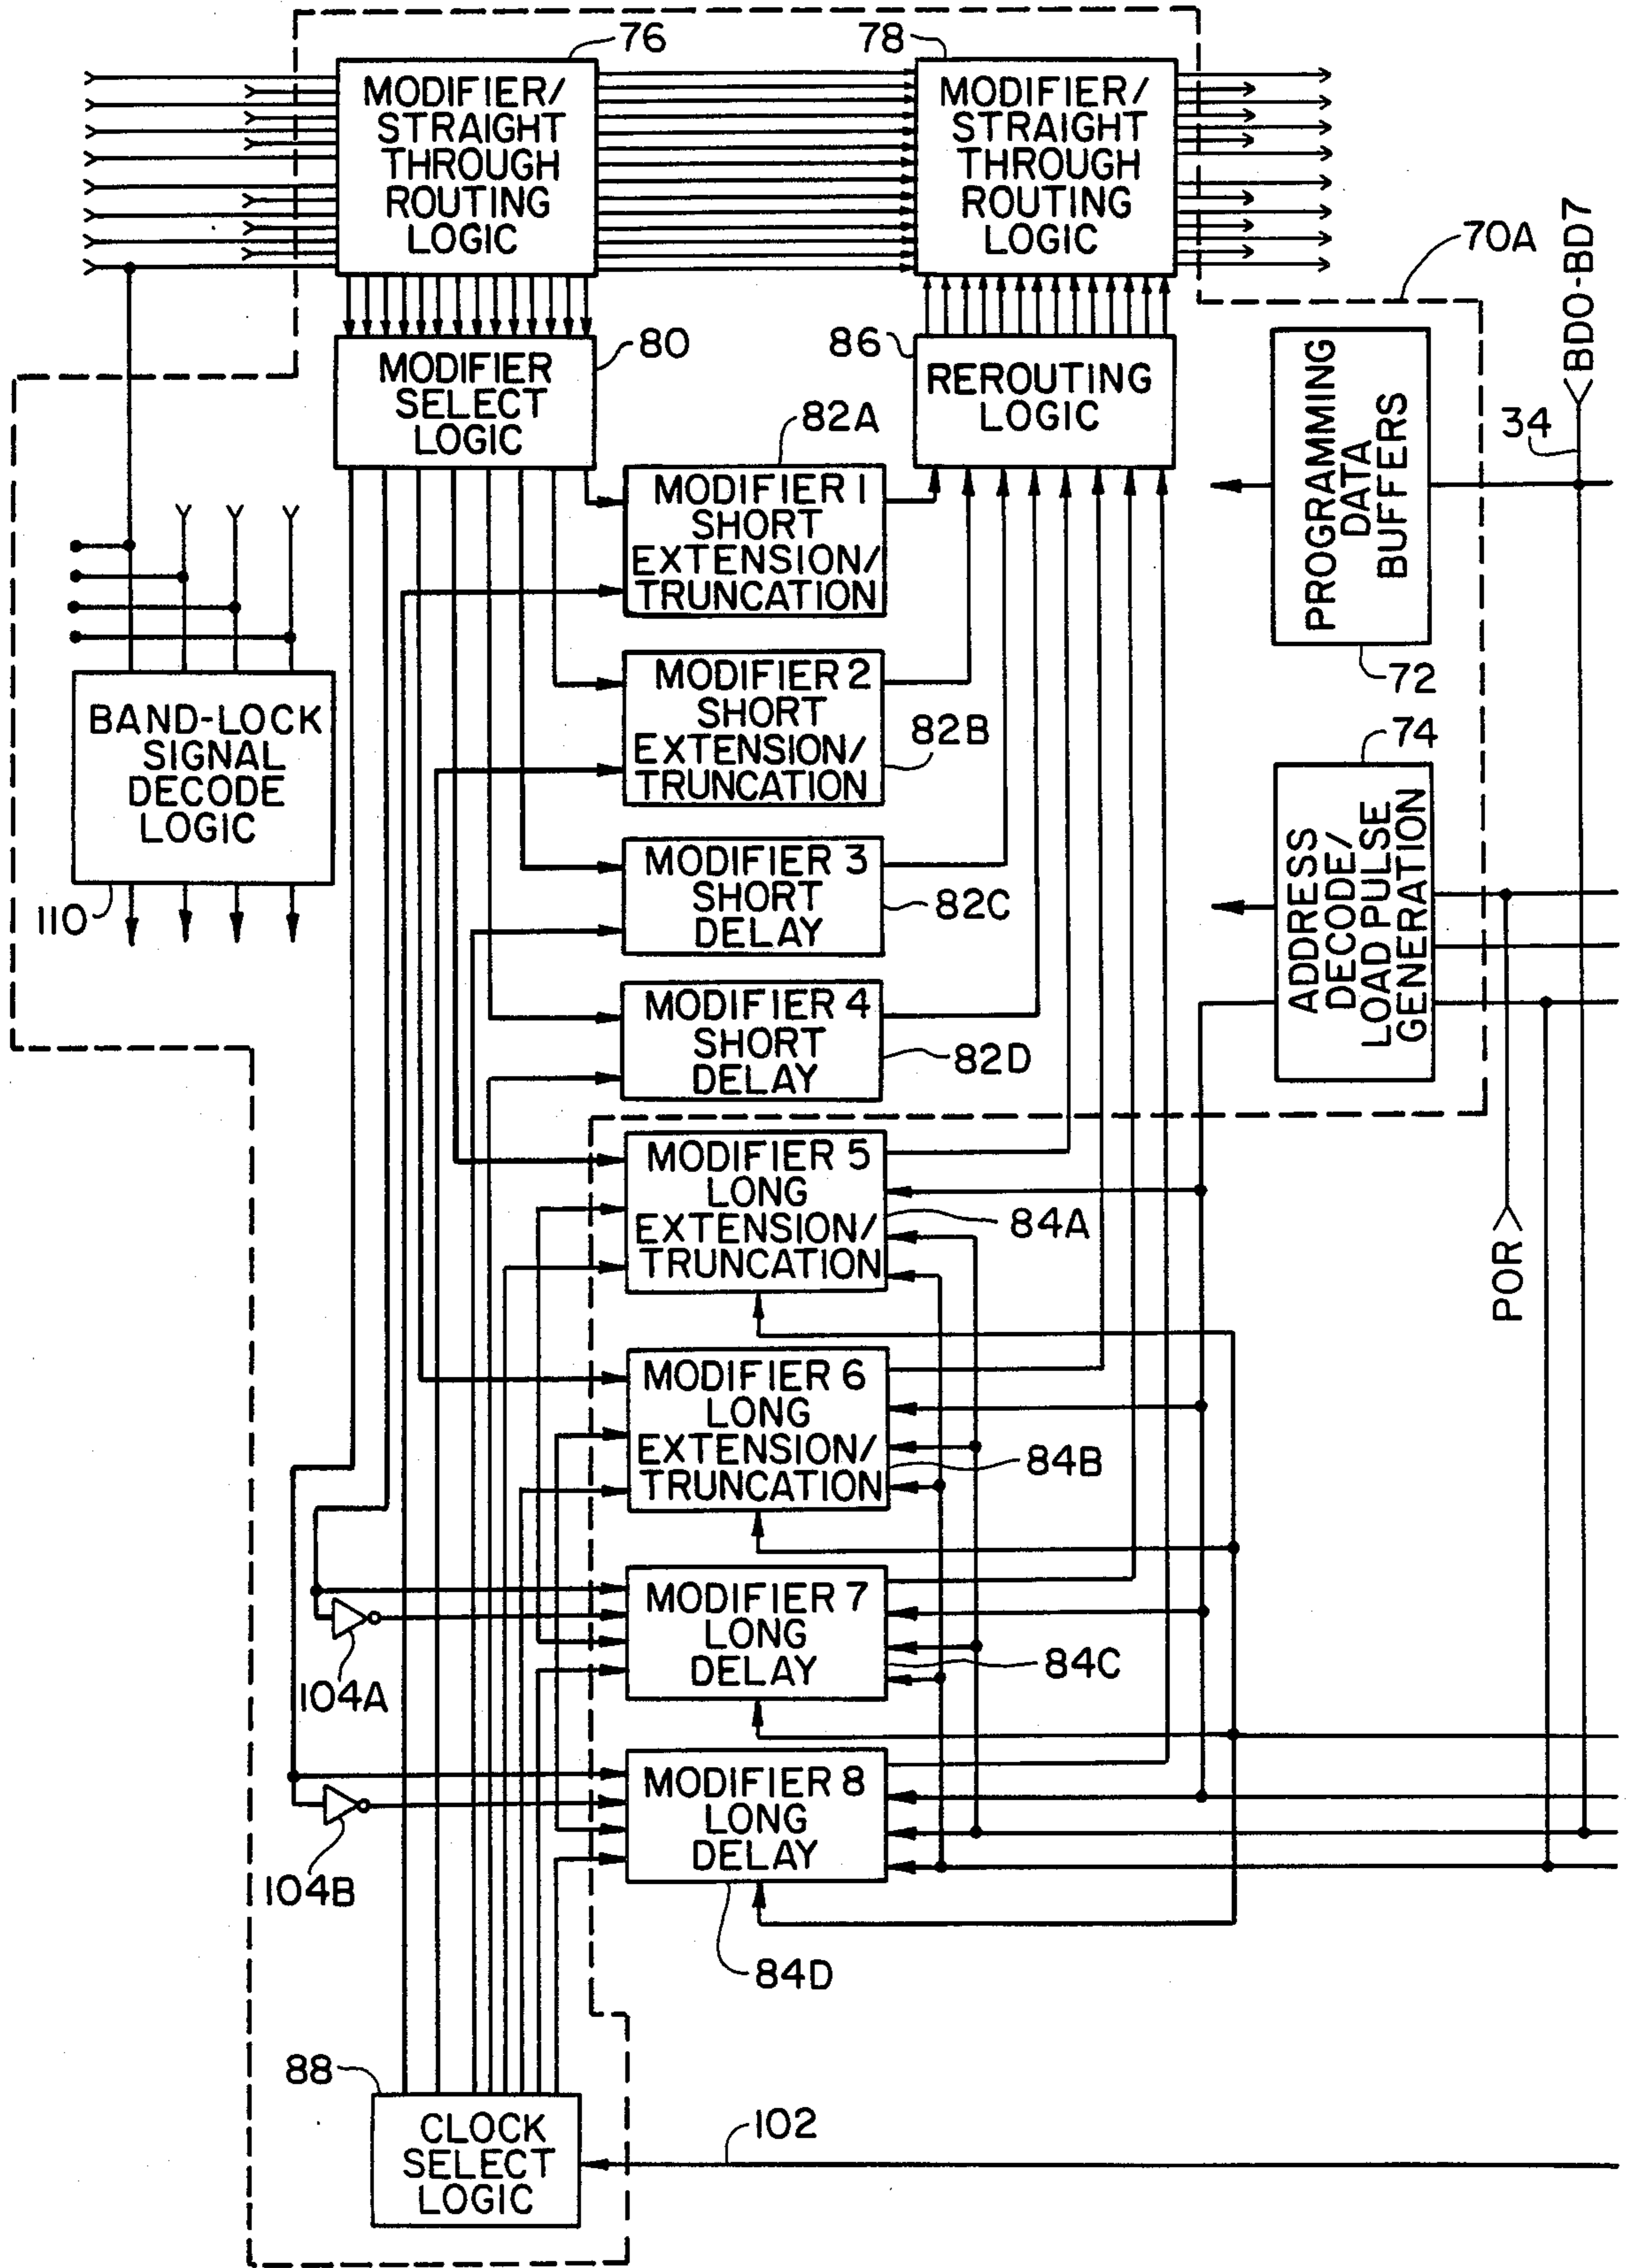 76
78
MODIFIER/
STRAIGHT
THROUGH
ROUTING
LOGIC
MODIFIER/
STRAIGHT
THROUGH
ROUTING
LOGIC
70A
BD0-BD7
80
MODIFIER
SELECT
LOGIC
86
REROUTING
LOGIC
34
PROGRAMMING
DATA
BUFFERS
72
82A
MODIFIER 1
SHORT
EXTENSION/
TRUNCATION
MODIFIER 2
SHORT
EXTENSION/
TRUNCATION
82B
BAND-LOCK
SIGNAL
DECODE
LOGIC
110
74
ADDRESS
DECODE/
LOAD PULSE
GENERATION
MODIFIER 3
SHORT
DELAY
82C
MODIFIER 4
SHORT
DELAY
82D
MODIFIER 5
LONG
EXTENSION/
TRUNCATION
84A
POR
MODIFIER 6
LONG
EXTENSION/
TRUNCATION
84B
MODIFIER 7
LONG
DELAY
84C
104A
MODIFIER 8
LONG
DELAY
104B
84D
88
CLOCK
SELECT
LOGIC
102